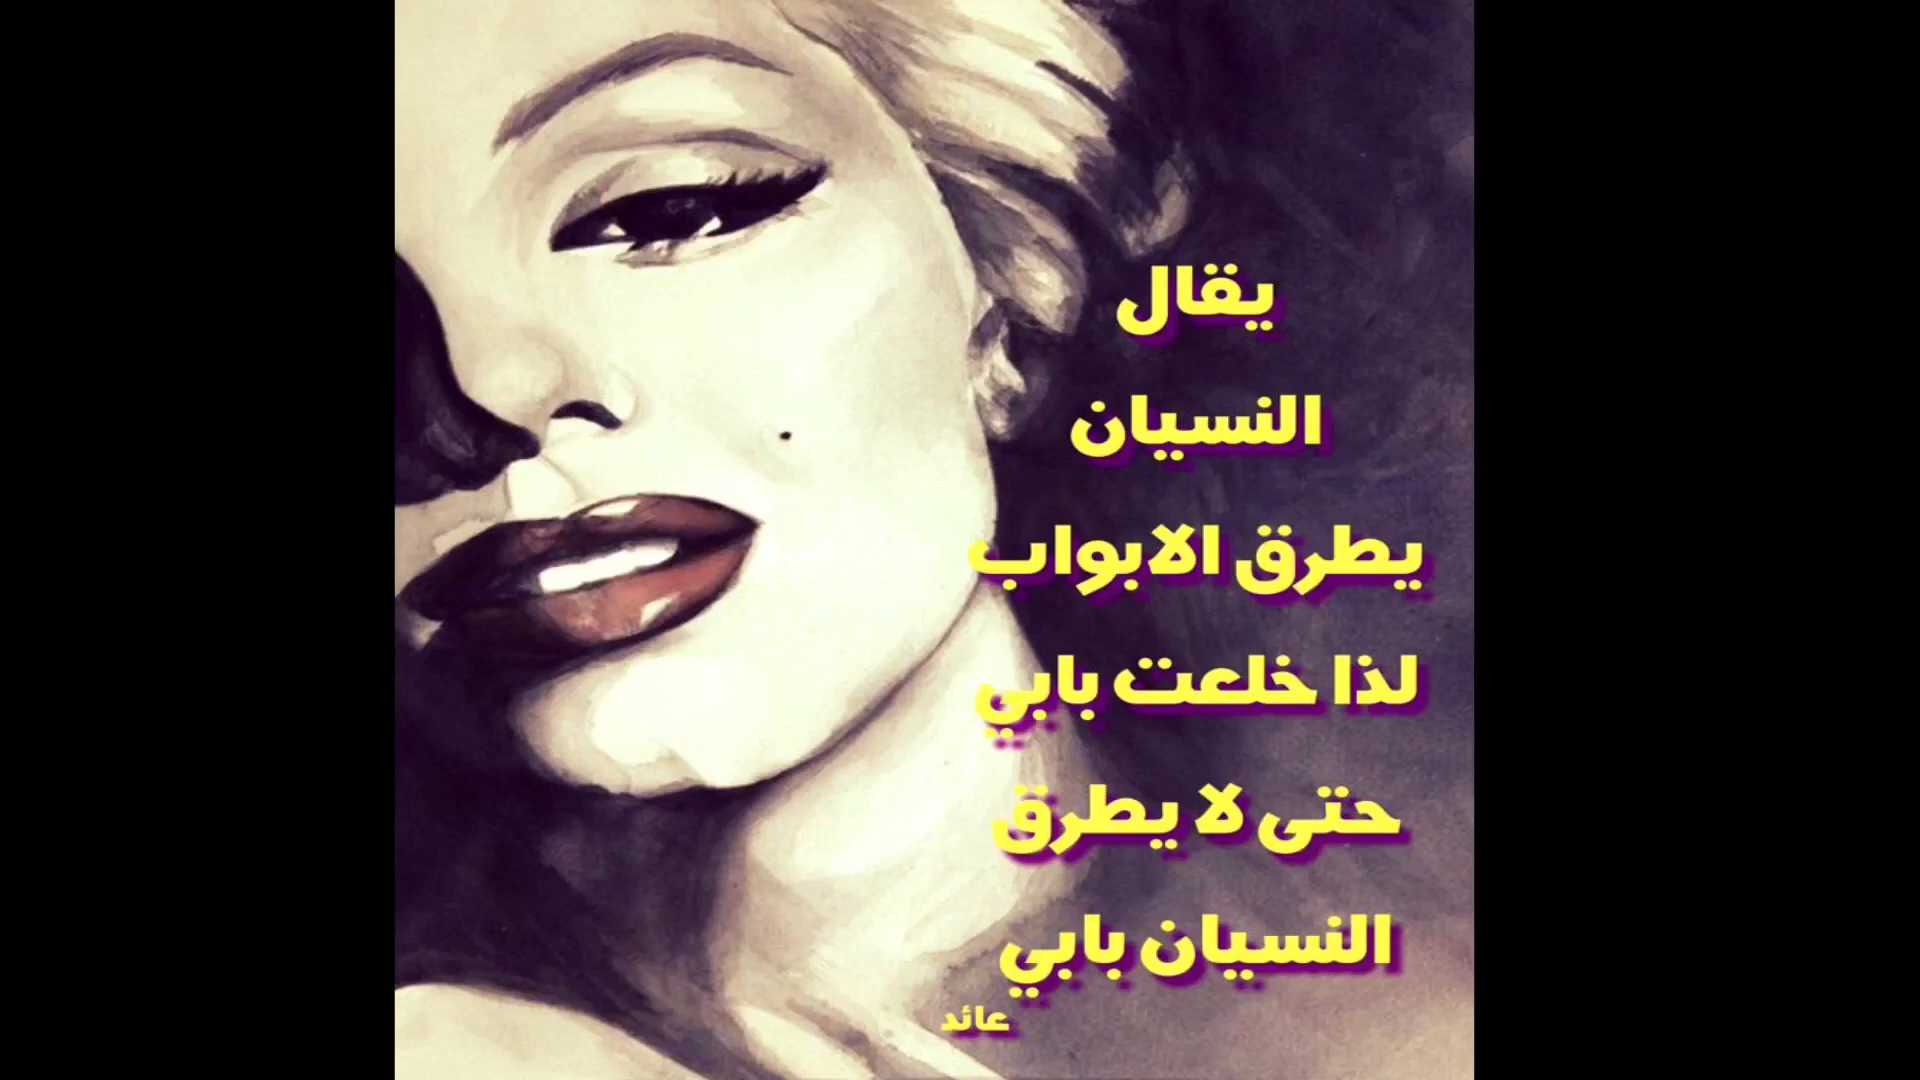 يقال
النسيان
يطرق الابواب
لذا خلعت بابي
حتى لا يطرق
النسيان بابي
عائد